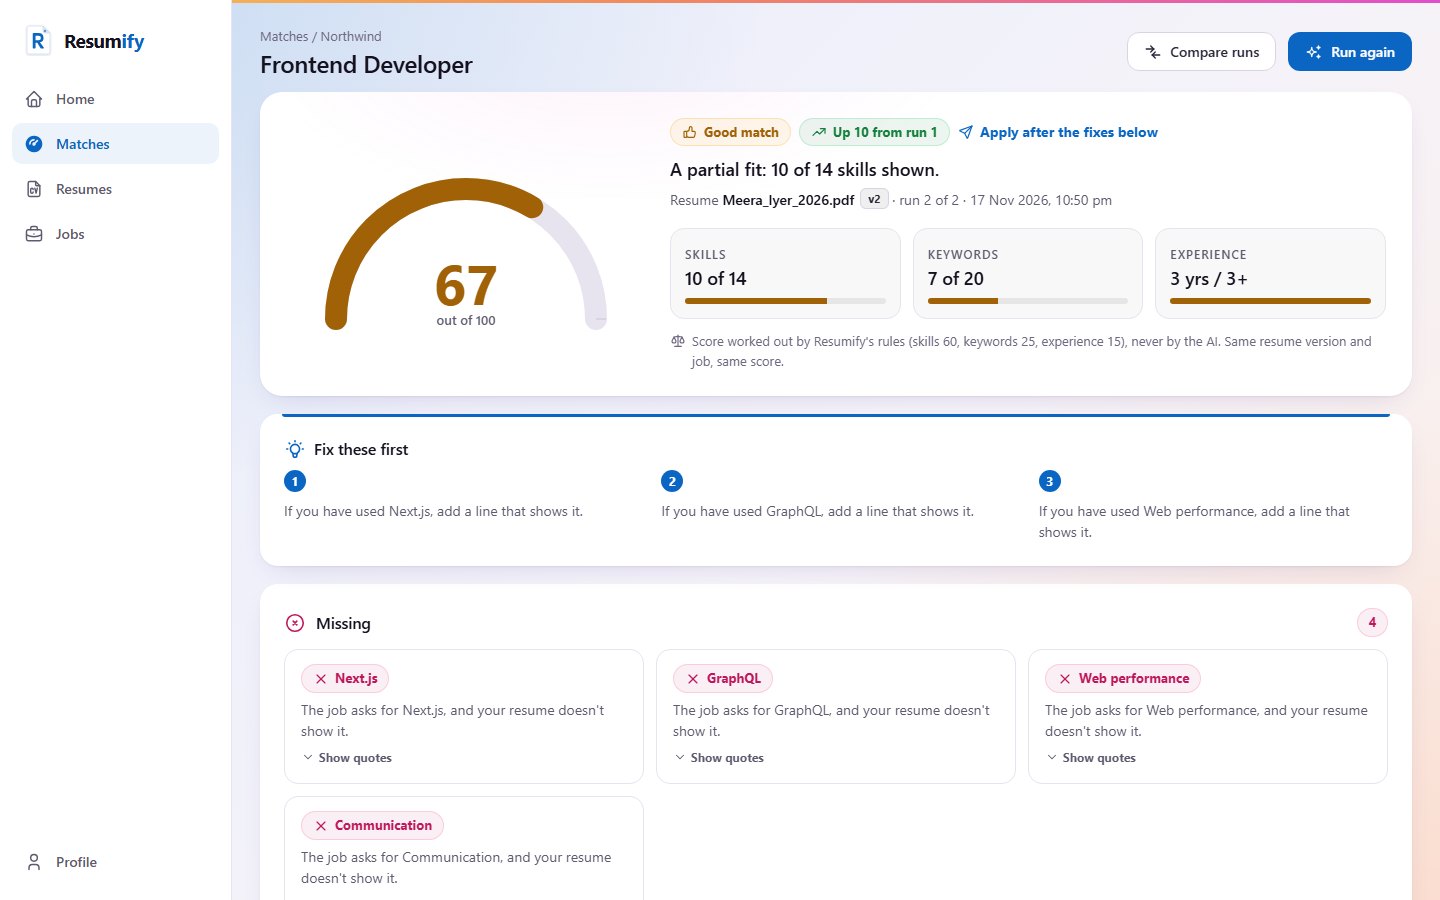 Resumify
Home
Matches
Resumes
Jobs
Profile
Matches / Northwind
Frontend Developer
Compare runs
Run again
67
out of 100
Good match
Up 10 from run 1
Apply after the fixes below
A partial fit: 10 of 14 skills shown.
Resume Meera_Iyer_2026.pdf v2 · run 2 of 2 · 17 Nov 2026, 10:50 pm
SKILLS
10 of 14
KEYWORDS
7 of 20
EXPERIENCE
3 yrs / 3+
Score worked out by Resumify's rules (skills 60, keywords 25, experience 15), never by the AI. Same resume version and
job, same score.
Fix these first
1
If you have used Next.js, add a line that shows it.
2
If you have used GraphQL, add a line that shows it.
3
If you have used Web performance, add a line that
shows it.
Missing
4
Next.js
The job asks for Next.js, and your resume doesn't
show it.
Show quotes
GraphQL
The job asks for GraphQL, and your resume doesn't
show it.
Show quotes
Web performance
The job asks for Web performance, and your resume
doesn't show it.
Show quotes
Communication
The job asks for Communication, and your resume
doesn't show it.